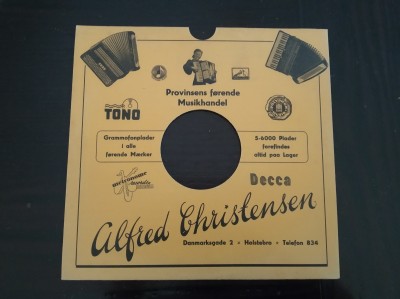 Provinsens førende
Musikhandel
TONO
Grammofonplader
i alle
førende Mærker
5-6000 Plader
forefindes
altid paa Lager
metronome
Decca
Alfred Christensen
Danmarksgade 2 • Holstebro • Telefon 834